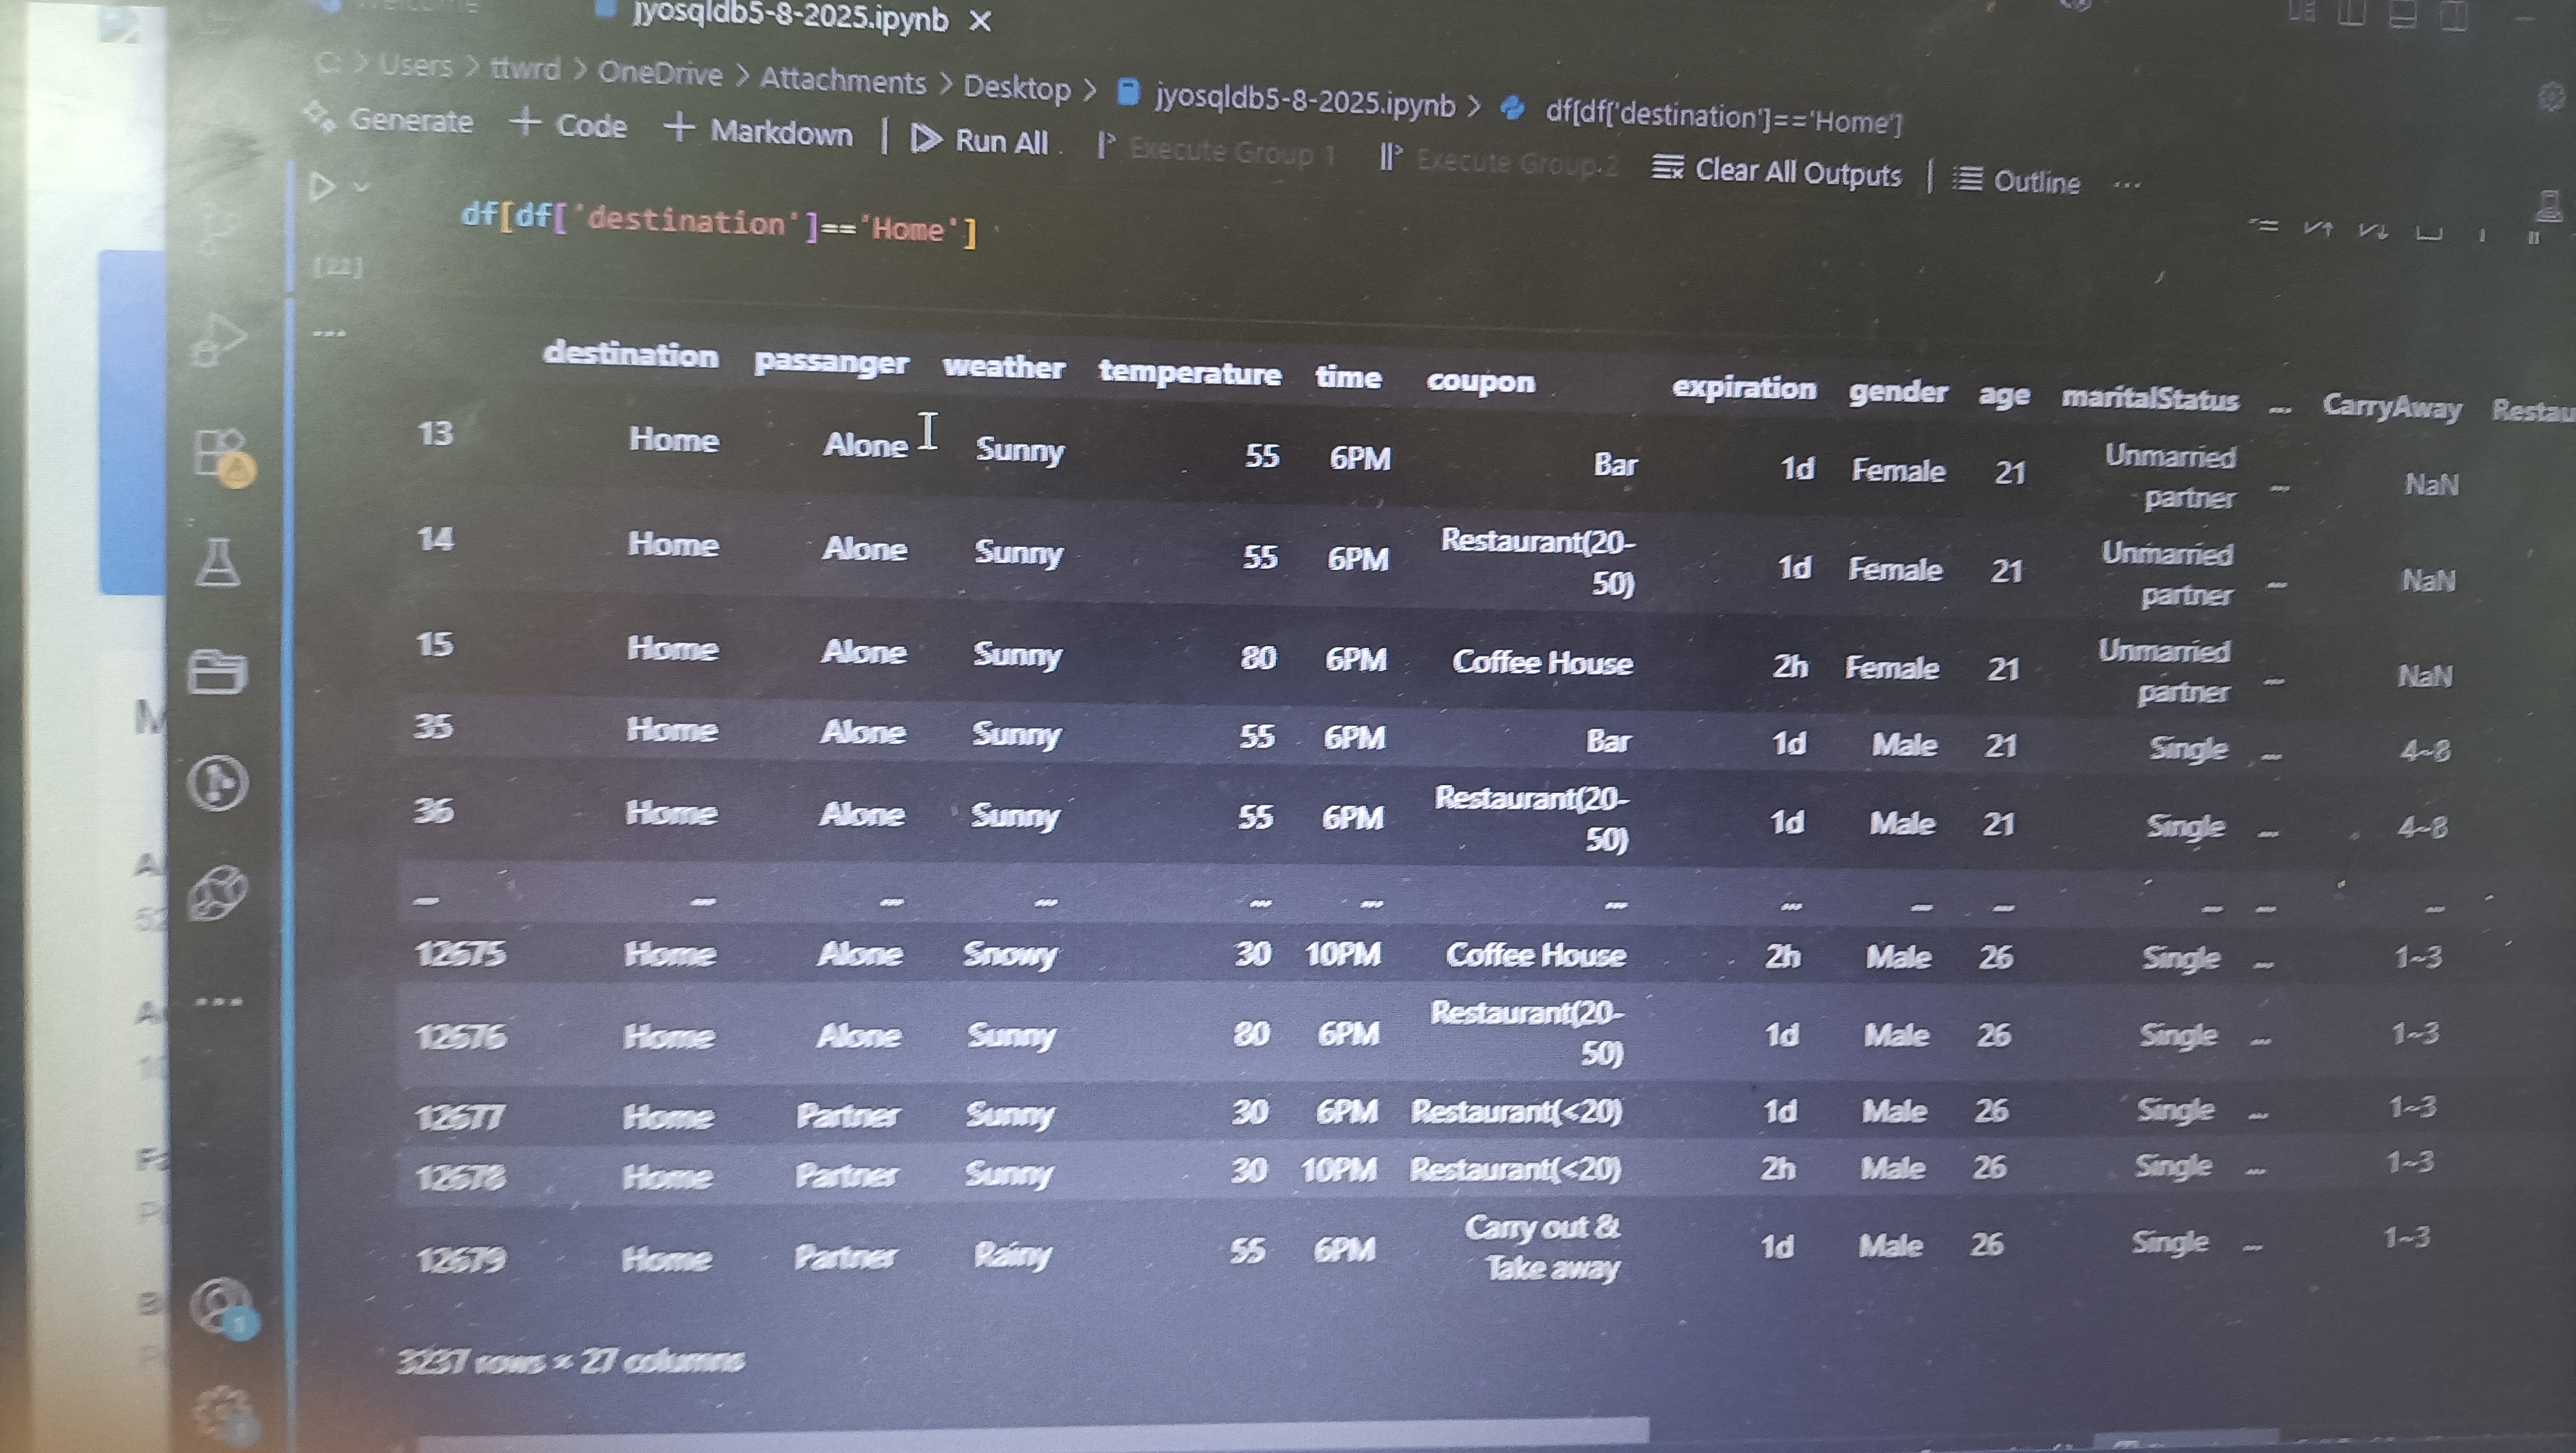 Welcome
jyosqldb5-8-2025.ipynb ×
C: > Users > ttwrd > OneDrive > Attachments > Desktop > jyosqldb5-8-2025.ipynb > df[df['destination']=='Home']
Generate + Code + Markdown | Run All Execute Group 1 Execute Group 2 Clear All Outputs | Outline ...
df[df['destination']=='Home']
[22]
...
destination passanger weather temperature time coupon expiration gender age maritalStatus ... CarryAway Restau
13 Home Alone Sunny 55 6PM Bar 1d Female 21 Unmarried partner ... NaN
14 Home Alone Sunny 55 6PM Restaurant(20-50) 1d Female 21 Unmarried partner ... NaN
15 Home Alone Sunny 80 6PM Coffee House 2h Female 21 Unmarried partner ... NaN
35 Home Alone Sunny 55 6PM Bar 1d Male 21 Single ... 4~8
36 Home Alone Sunny 55 6PM Restaurant(20-50) 1d Male 21 Single ... 4~8
... ... ... ... ... ... ... ... ... ... ... ... ...
12675 Home Alone Snowy 30 10PM Coffee House 2h Male 26 Single ... 1~3
12676 Home Alone Sunny 80 6PM Restaurant(20-50) 1d Male 26 Single ... 1~3
12677 Home Partner Sunny 30 6PM Restaurant(<20) 1d Male 26 Single ... 1~3
12678 Home Partner Sunny 30 10PM Restaurant(<20) 2h Male 26 Single ... 1~3
12679 Home Partner Rainy 55 6PM Carry out & Take away 1d Male 26 Single ... 1~3
3237 rows × 27 columns